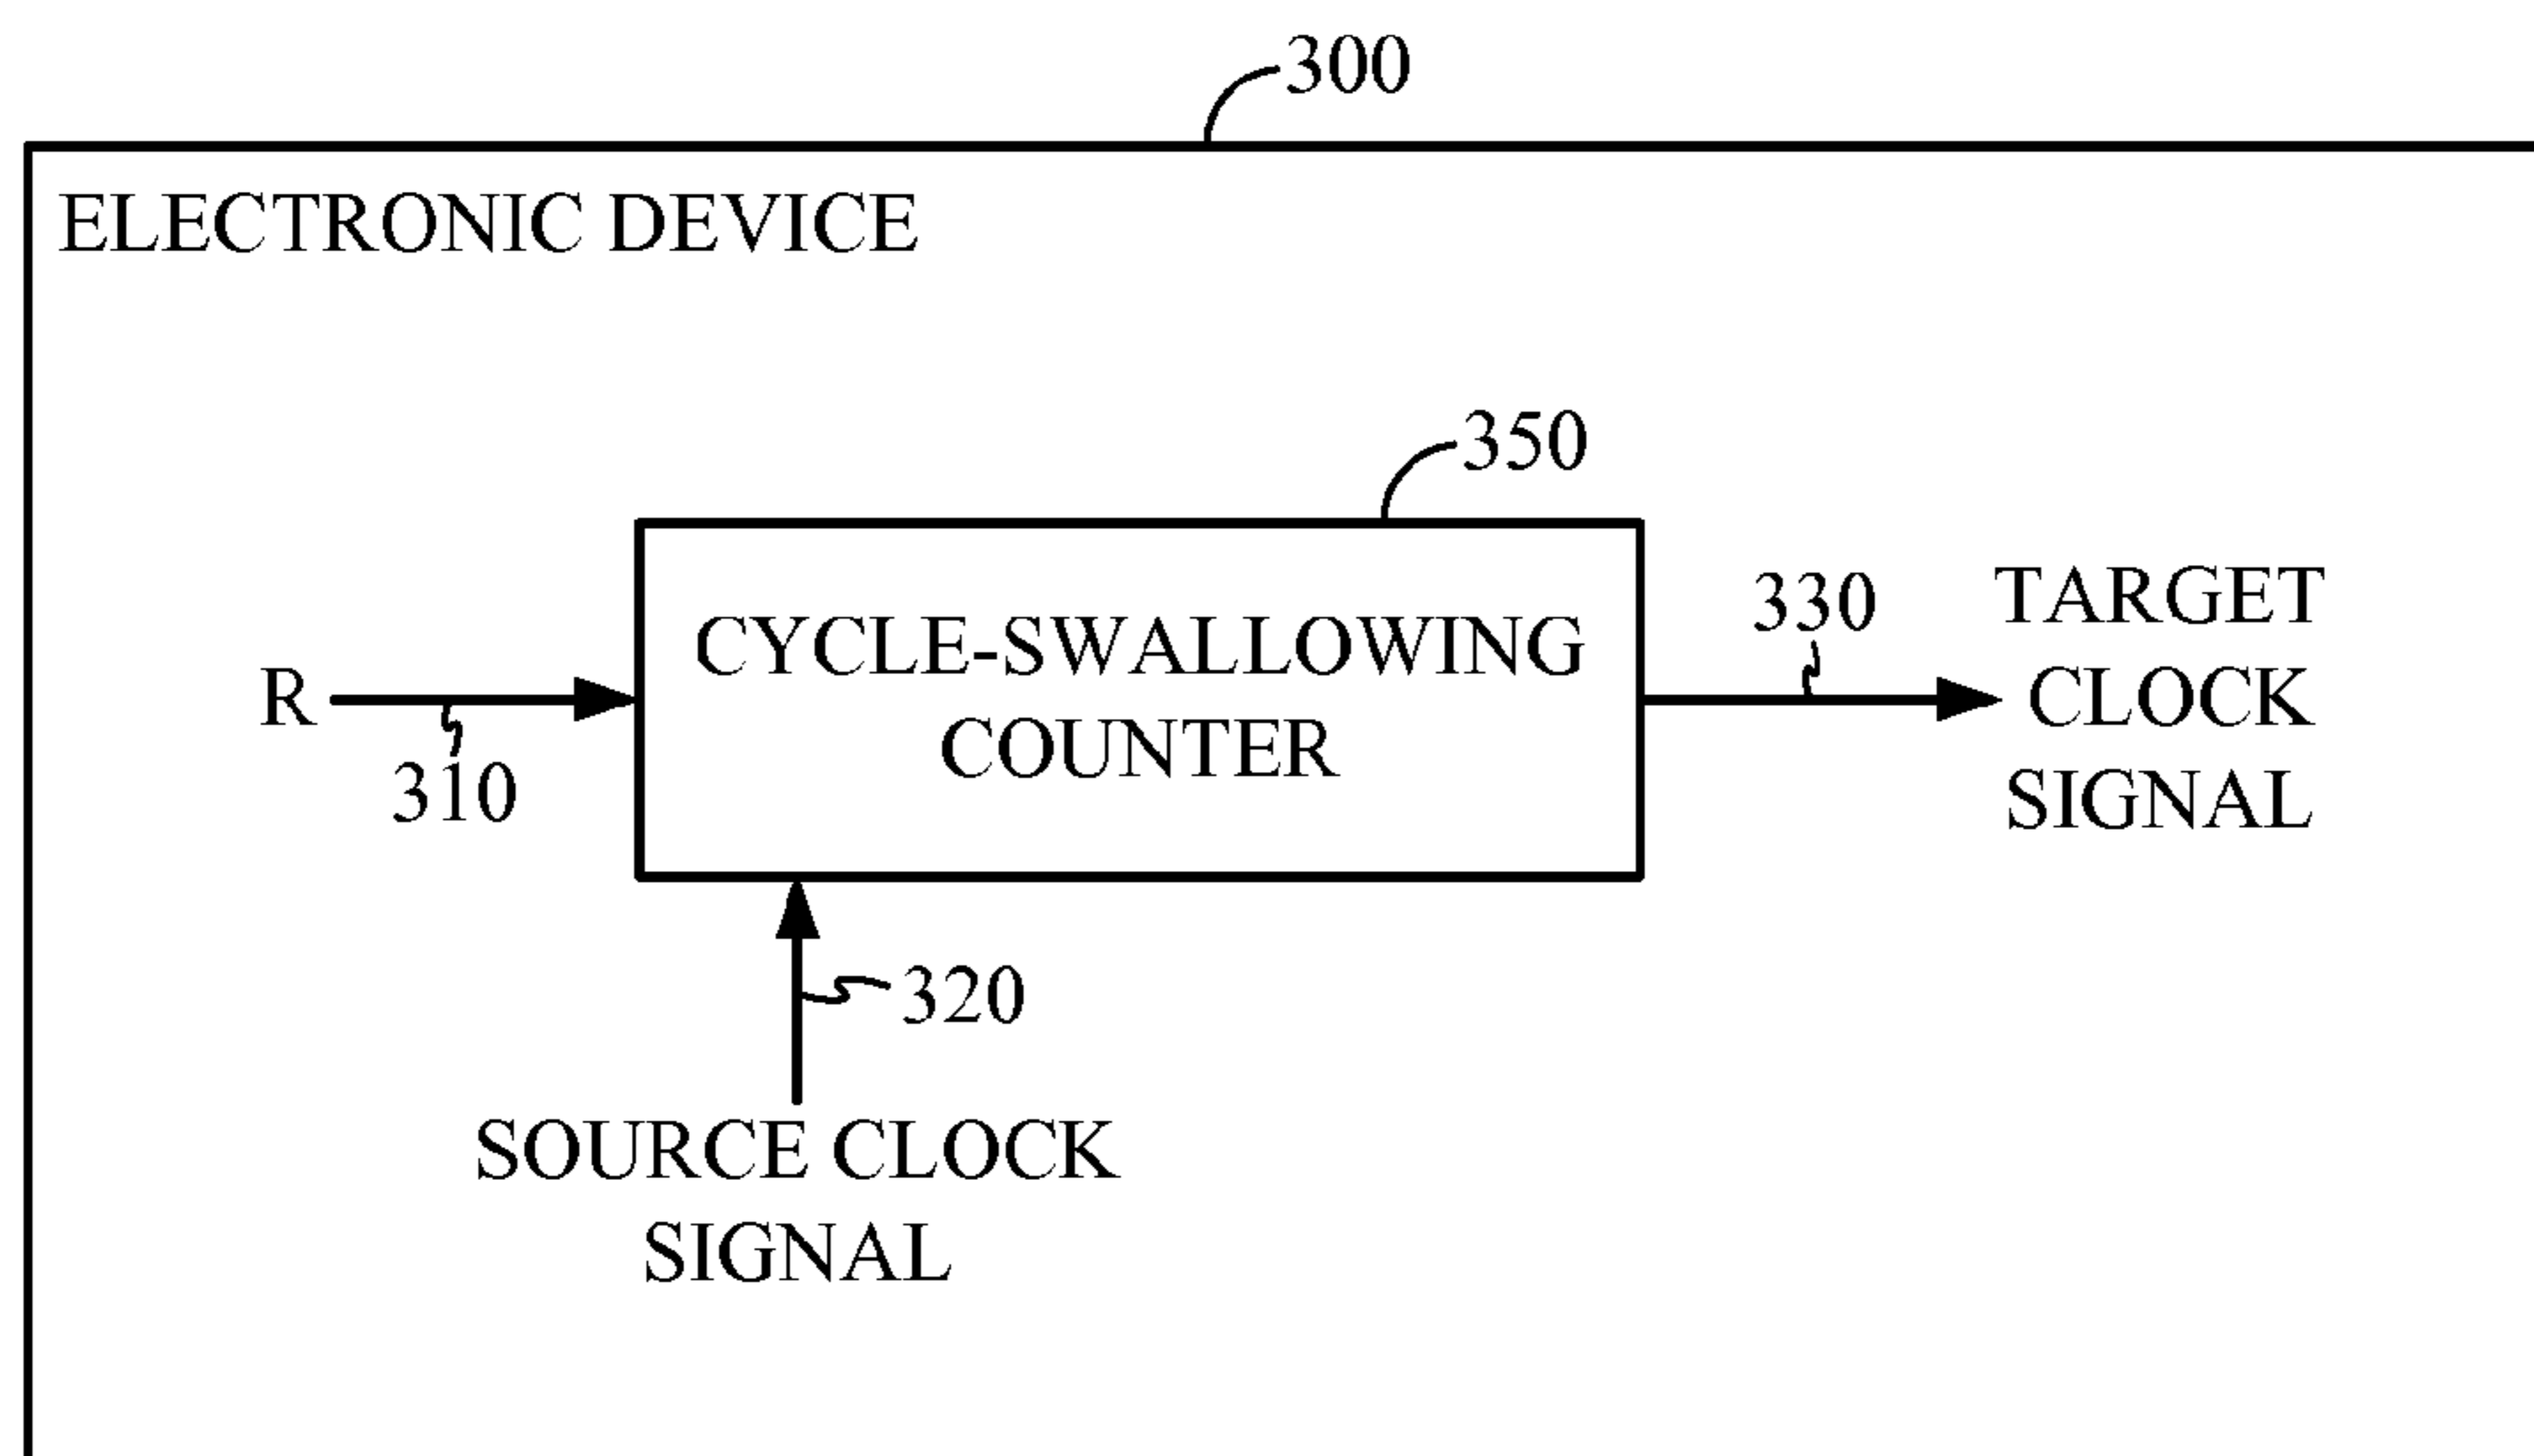 300
ELECTRONIC DEVICE
350
CYCLE-SWALLOWING
COUNTER
R
310
330
TARGET
CLOCK
SIGNAL
320
SOURCE CLOCK
SIGNAL